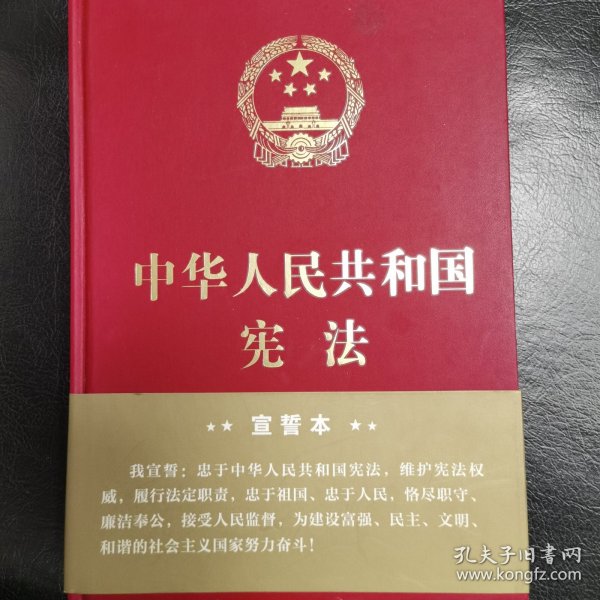 中华人民共和国
宪法
宣誓本
我宣誓：忠于中华人民共和国宪法，维护宪法权
威，履行法定职责，忠于祖国、忠于人民，恪尽职守、
廉洁奉公，接受人民监督，为建设富强、民主、文明、
和谐的社会主义国家努力奋斗！
孔夫子旧书网
www.kongfz.com